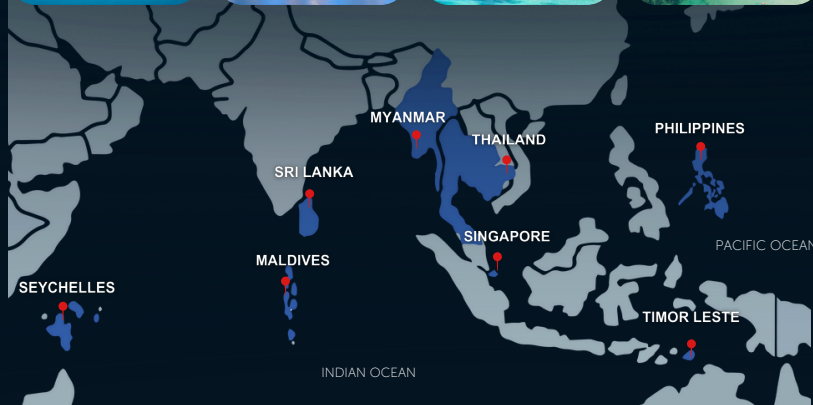 MYANMAR
THAILAND
PHILIPPINES
SRI LANKA
SINGAPORE
PACIFIC OCEAN
MALDIVES
SEYCHELLES
TIMOR LESTE
INDIAN OCEAN